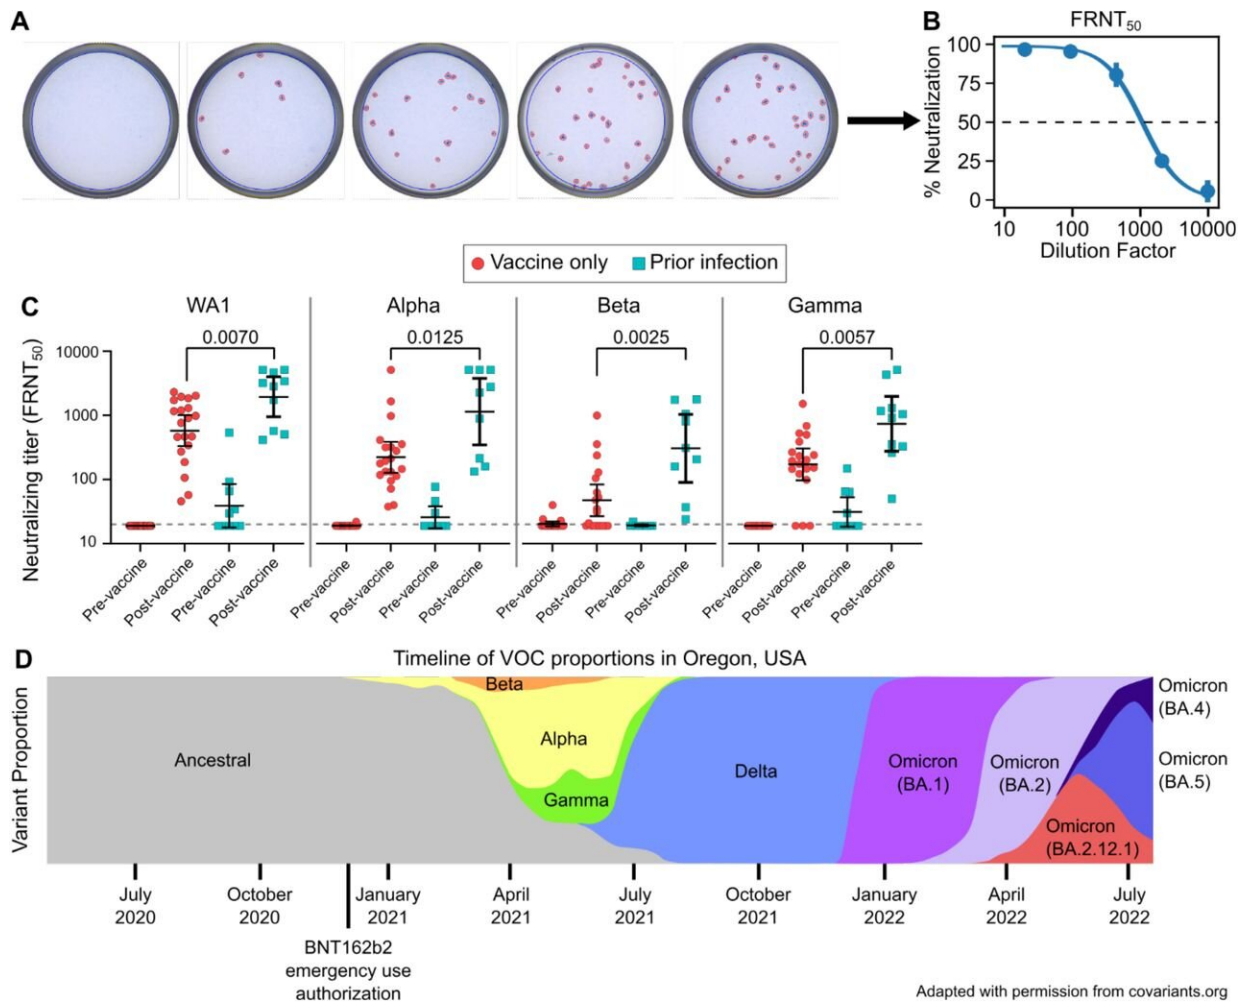 A
B
FRNT50
% Neutralization
100
75
50
25
0
10 100 1000 10000
Dilution Factor
Vaccine only Prior infection
C
WA1 Alpha Beta Gamma
0.0070 0.0125 0.0025 0.0057
Neutralizing titer (FRNT50)
10000
1000
100
10
Pre-vaccine Post-vaccine Pre-vaccine Post-vaccine Pre-vaccine Post-vaccine Pre-vaccine Post-vaccine Pre-vaccine Post-vaccine Pre-vaccine Post-vaccine Pre-vaccine Post-vaccine Pre-vaccine Post-vaccine
D
Timeline of VOC proportions in Oregon, USA
Variant Proportion
Ancestral
Beta
Alpha
Gamma
Delta
Omicron
(BA.1)
Omicron
(BA.2)
Omicron
(BA.2.12.1)
Omicron
(BA.4)
Omicron
(BA.5)
July October January April July October January April July
2020 2020 2021 2021 2021 2021 2022 2022 2022
BNT162b2
emergency use
authorization
Adapted with permission from covariants.org